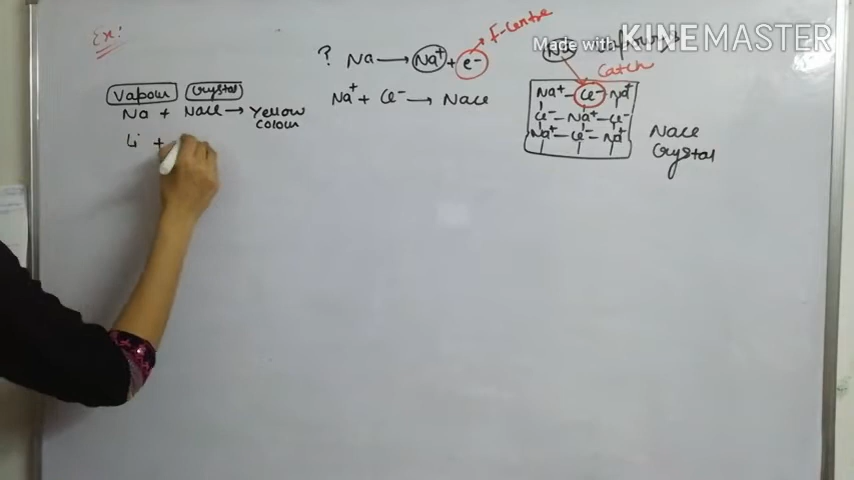 Ex:
? Na → Na⁺ + e⁻
F-centre
Made with KINEMASTER
Catch
Vapour Crystal
Na + NaCl → Yellow
Colour
Li +
Na⁺ + Cl⁻ → NaCl
Na⁺ – Cl⁻ – Na⁺
Cl⁻ – Na⁺ – Cl⁻
Na⁺ – Cl⁻ – Na⁺
NaCl
Crystal